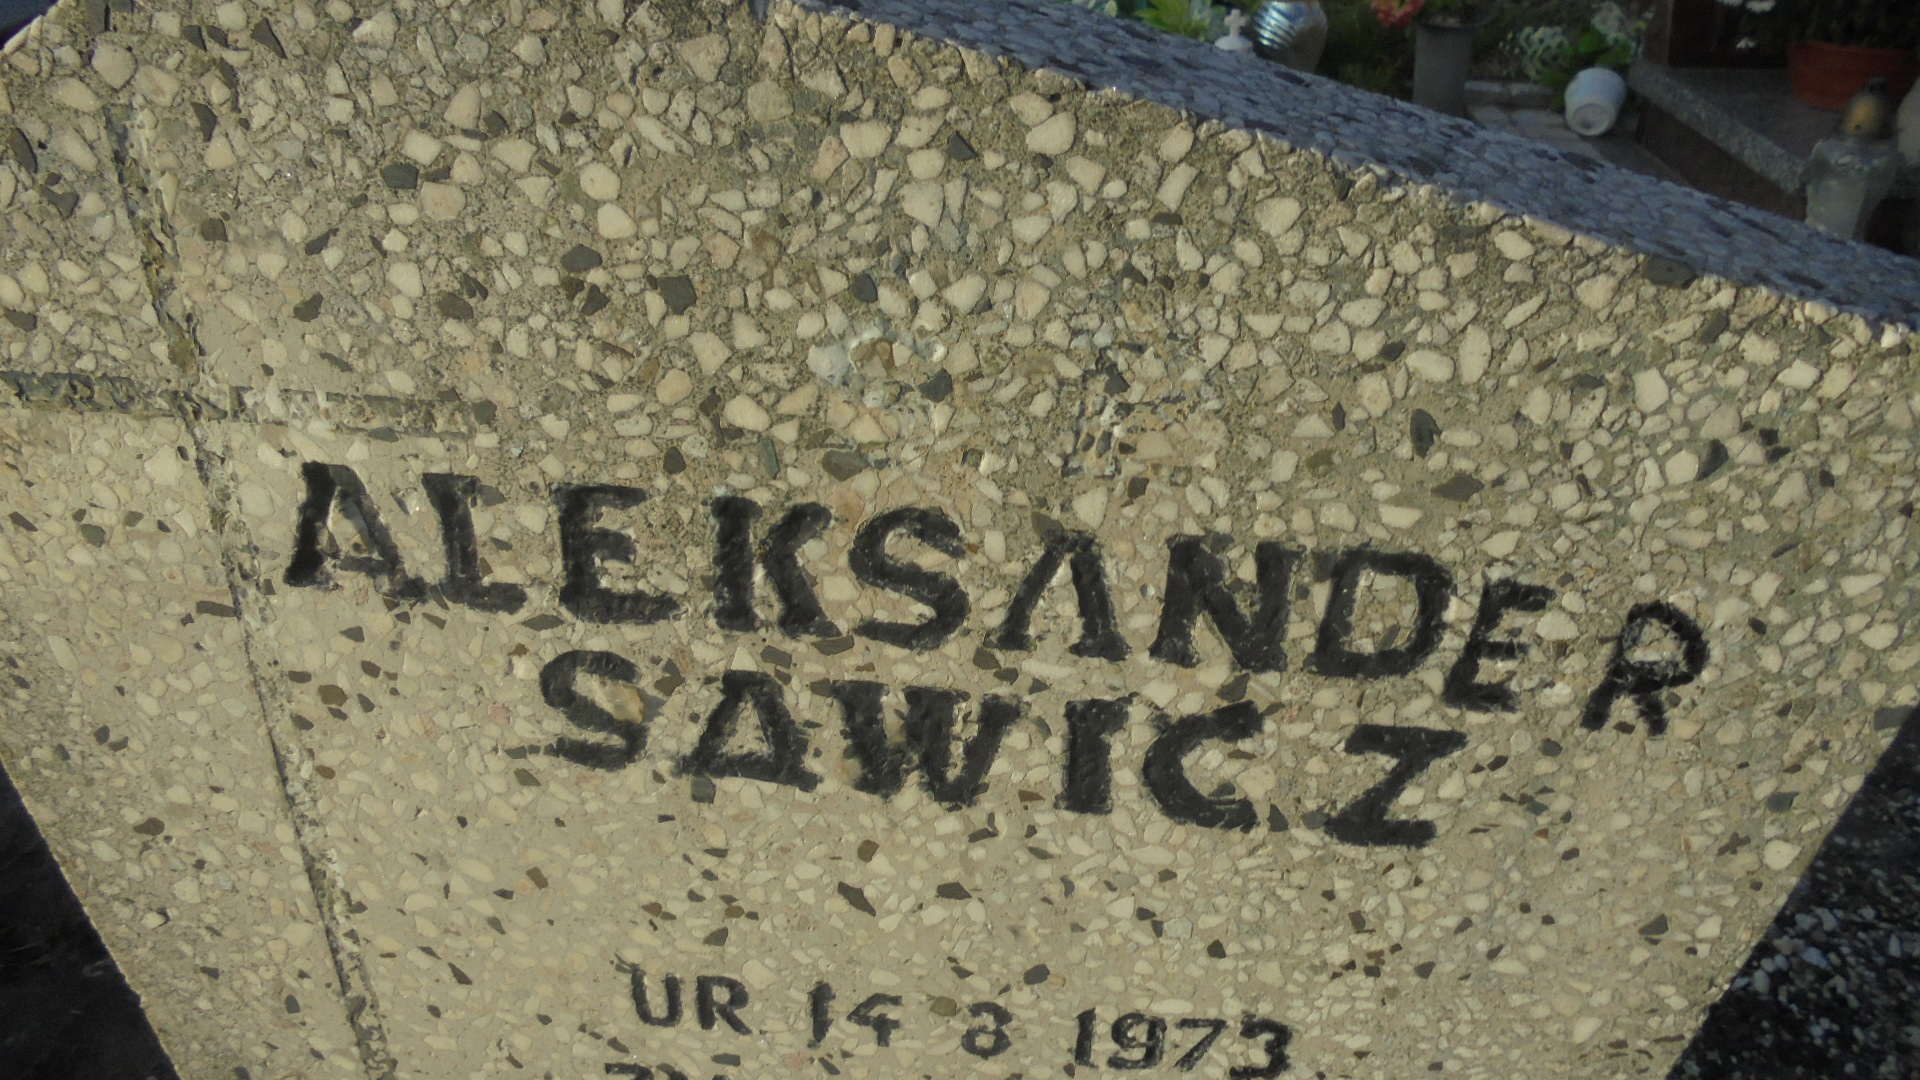 ALEKSANDER
SAWICZ
UR 14 8 1973